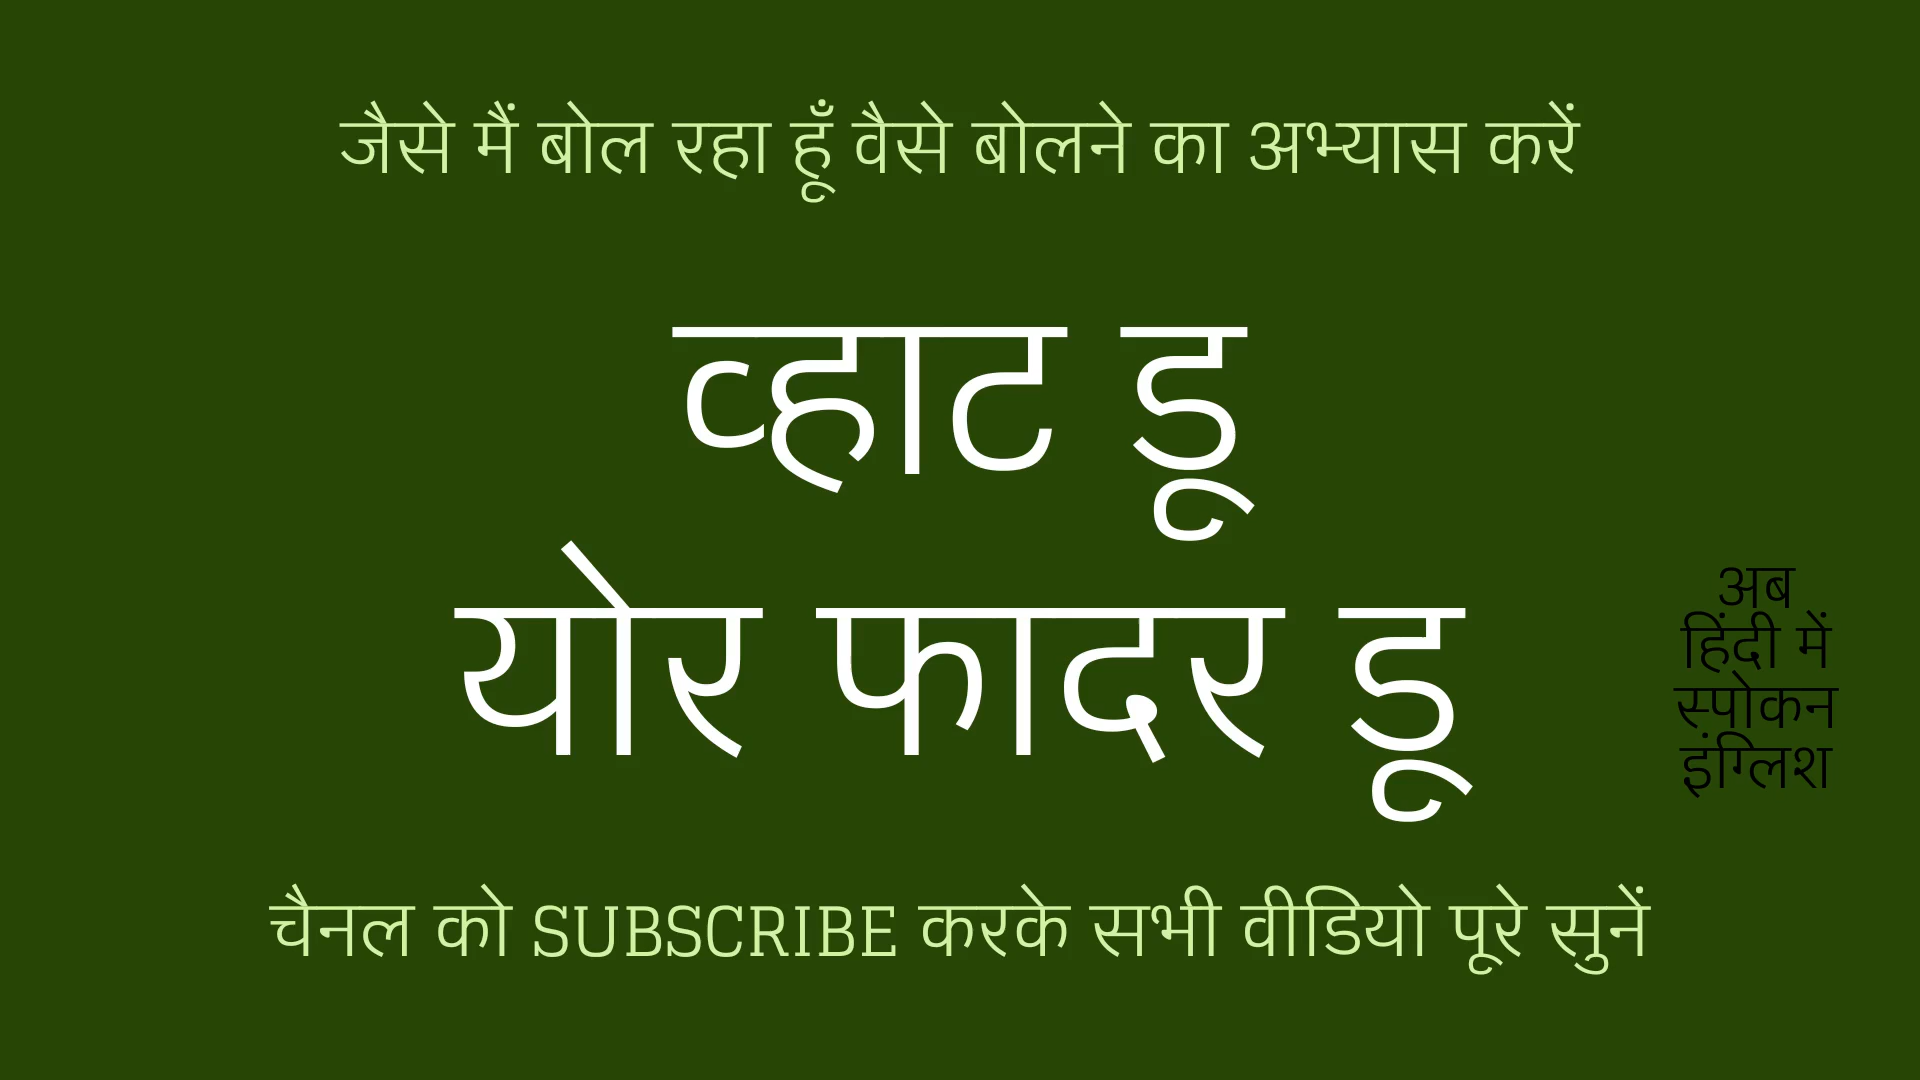 जैसे मैं बोल रहा हूँ वैसे बोलने का अभ्यास करें
व्हाट डू
योर फादर डू
अब
हिंदी में
स्पोकन
इंग्लिश
चैनल को SUBSCRIBE करके सभी वीडियो पूरे सुनें